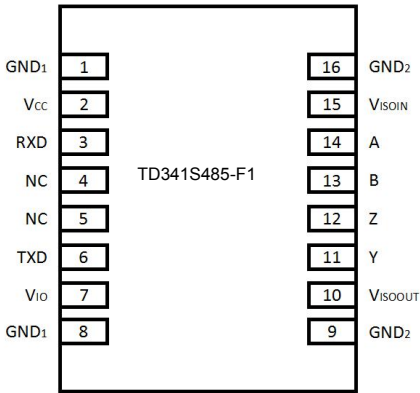 GND1 1 16 GND2
VCC 2 15 VISOIN
RXD 3 14 A
NC 4 TD341S485-F1 13 B
NC 5 12 Z
TXD 6 11 Y
VIO 7 10 VISOOUT
GND1 8 9 GND2